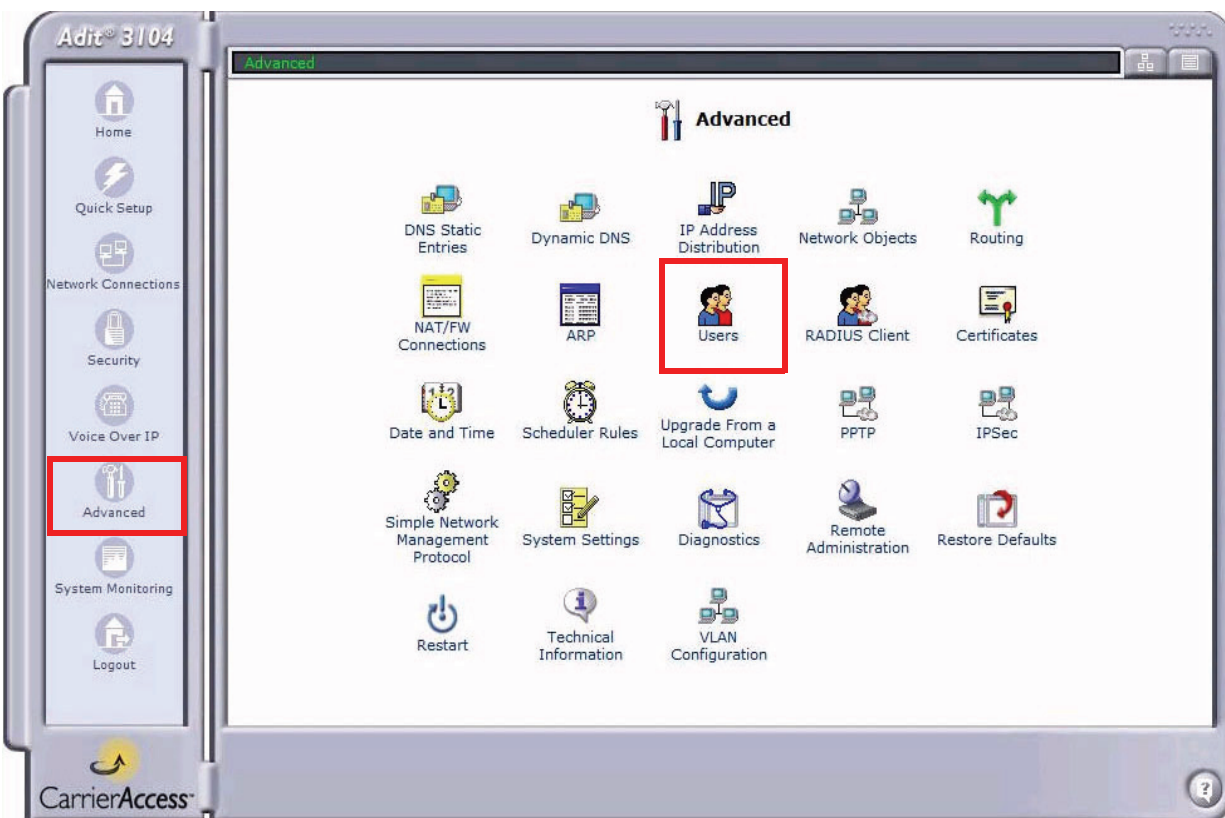 Adit® 3104
Home
Quick Setup
Network Connections
Security
Voice Over IP
Advanced
System Monitoring
Logout
CarrierAccess™
Advanced
Advanced
DNS Static
Entries
Dynamic DNS
IP Address
Distribution
Network Objects
Routing
NAT/FW
Connections
ARP
Users
RADIUS Client
Certificates
Date and Time
Scheduler Rules
Upgrade From a
Local Computer
PPTP
IPSec
Simple Network
Management
Protocol
System Settings
Diagnostics
Remote
Administration
Restore Defaults
Restart
Technical
Information
VLAN
Configuration
?